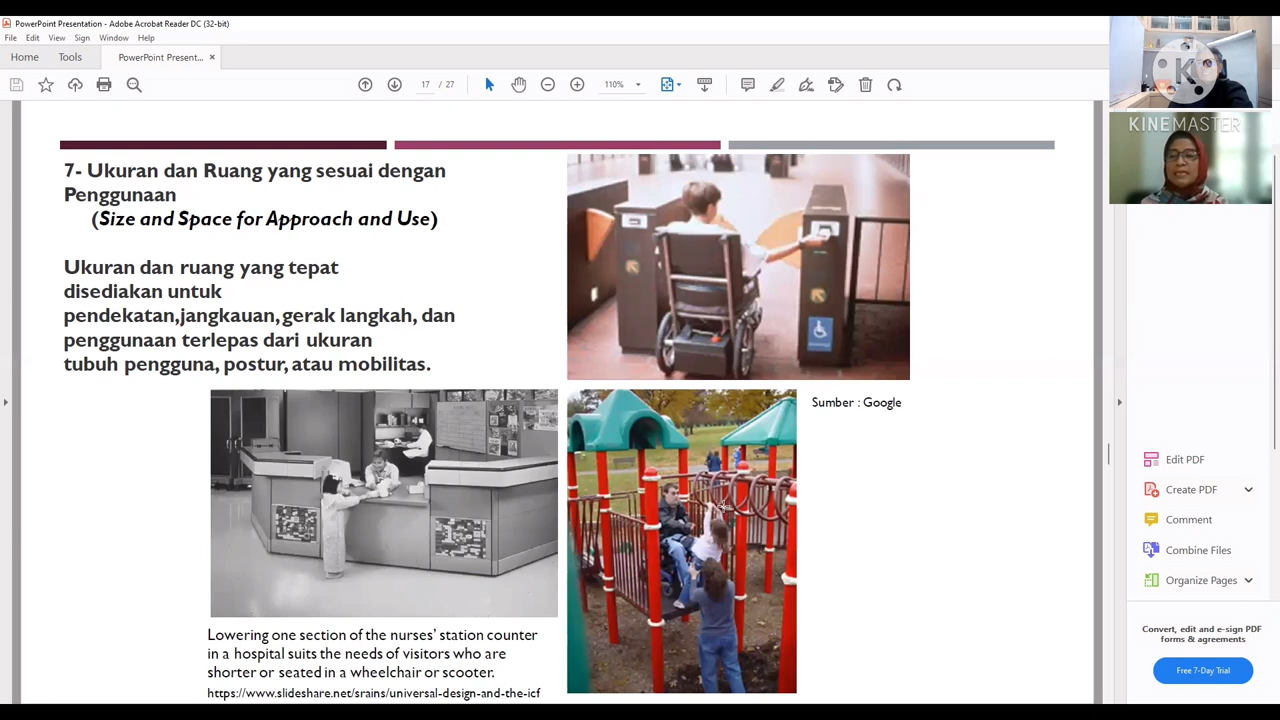 PowerPoint Presentation - Adobe Acrobat Reader DC (32-bit)
File Edit View Sign Window Help
Home Tools PowerPoint Present... ×
17 / 27 110%
7- Ukuran dan Ruang yang sesuai dengan
Penggunaan
(Size and Space for Approach and Use)
Ukuran dan ruang yang tepat
disediakan untuk
pendekatan,jangkauan,gerak langkah, dan
penggunaan terlepas dari ukuran
tubuh pengguna, postur, atau mobilitas.
Sumber : Google
Lowering one section of the nurses’ station counter
in a hospital suits the needs of visitors who are
shorter or seated in a wheelchair or scooter.
https://www.slideshare.net/srains/universal-design-and-the-icf
K
KINEMASTER
Edit PDF
Create PDF
Comment
Combine Files
Organize Pages
Convert, edit and e-sign PDF
forms & agreements
Free 7-Day Trial